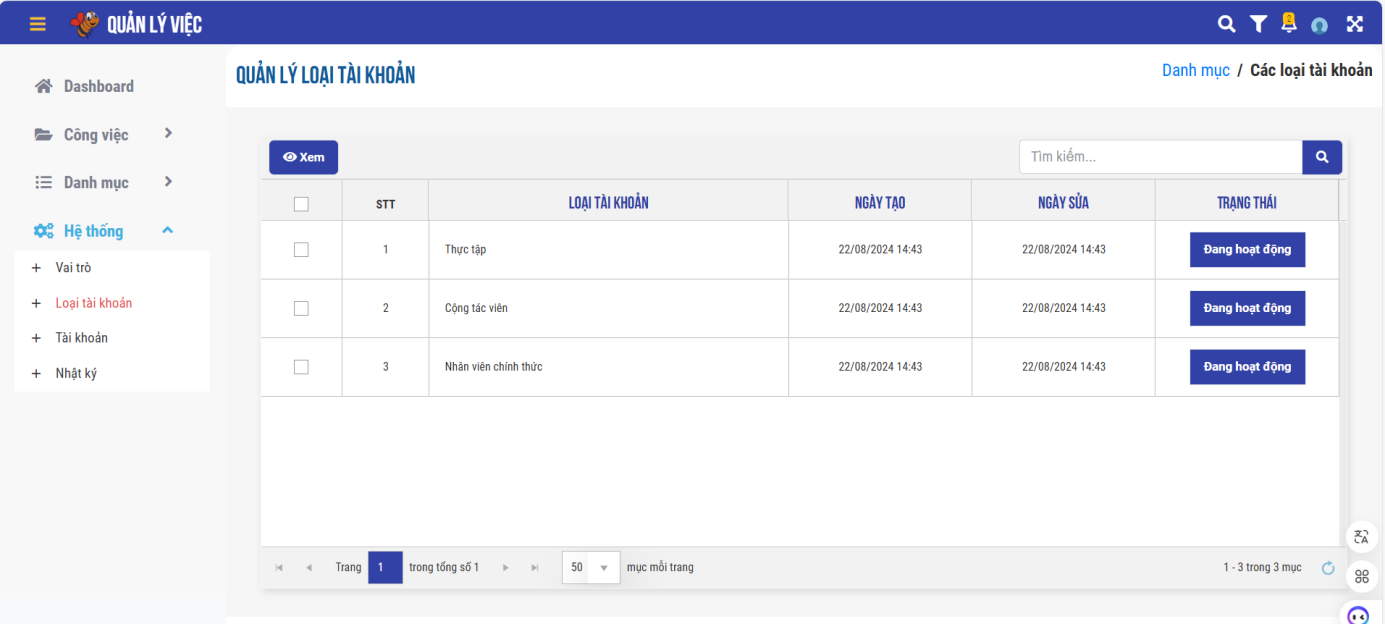 QUẢN LÝ VIỆC
2
Dashboard
Công việc
Danh mục
Hệ thống
+ Vai trò
+ Loại tài khoản
+ Tài khoản
+ Nhật ký
QUẢN LÝ LOẠI TÀI KHOẢN
Danh mục / Các loại tài khoản
Xem
Tìm kiếm...
STT LOẠI TÀI KHOẢN NGÀY TẠO NGÀY SỬA TRẠNG THÁI
1 Thực tập 22/08/2024 14:43 22/08/2024 14:43 Đang hoạt động
2 Cộng tác viên 22/08/2024 14:43 22/08/2024 14:43 Đang hoạt động
3 Nhân viên chính thức 22/08/2024 14:43 22/08/2024 14:43 Đang hoạt động
Trang 1 trong tổng số 1 50 mục mỗi trang 1 - 3 trong 3 mục